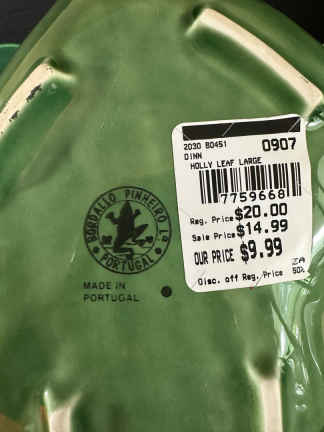 2030 B0451 0907
DINN
HOLLY LEAF LARGE
7759668
Reg. Price $20.00
Sale Price $14.99
OUR PRICE $9.99
Disc. off Reg. Price 50%
BORDALLO PINHEIRO LA
PORTUGAL
MADE IN
PORTUGAL